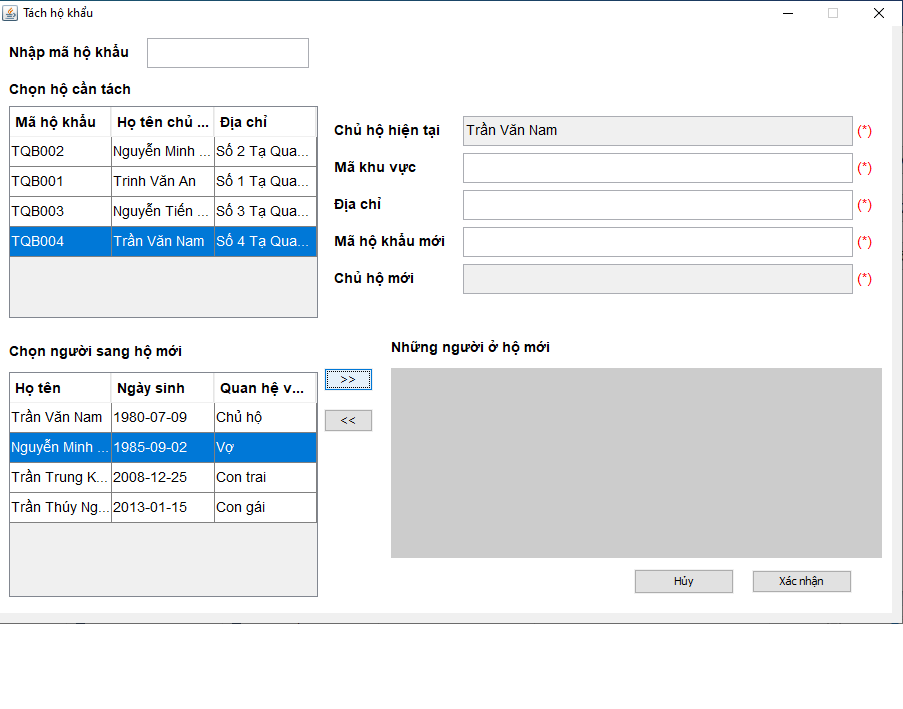 Tách hộ khẩu
Nhập mã hộ khẩu
Chọn hộ cần tách
Mã hộ khẩu Họ tên chủ ... Địa chỉ
TQB002 Nguyễn Minh ... Số 2 Tạ Qua...
TQB001 Trinh Văn An Số 1 Tạ Qua...
TQB003 Nguyễn Tiến ... Số 3 Tạ Qua...
TQB004 Trần Văn Nam Số 4 Tạ Qua...
Chủ hộ hiện tại Trần Văn Nam (*)
Mã khu vực (*)
Địa chỉ (*)
Mã hộ khẩu mới (*)
Chủ hộ mới (*)
Chọn người sang hộ mới
Họ tên Ngày sinh Quan hệ v...
Trần Văn Nam 1980-07-09 Chủ hộ
Nguyễn Minh ... 1985-09-02 Vợ
Trần Trung K... 2008-12-25 Con trai
Trần Thúy Ng... 2013-01-15 Con gái
>>
<<
Những người ở hộ mới
Hủy Xác nhận